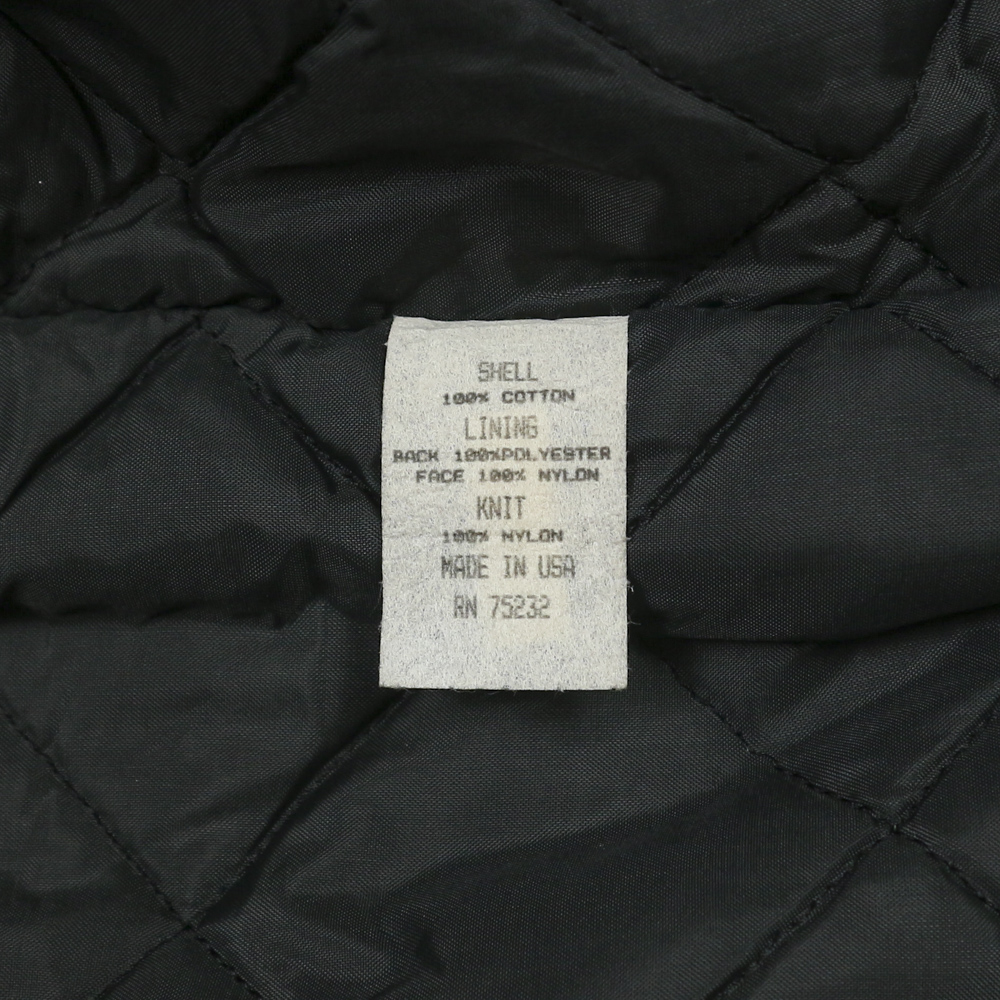 SHELL
100% COTTON
LINING
BACK 100%POLYESTER
FACE 100% NYLON
KNIT
100% NYLON
MADE IN USA
RN 75232